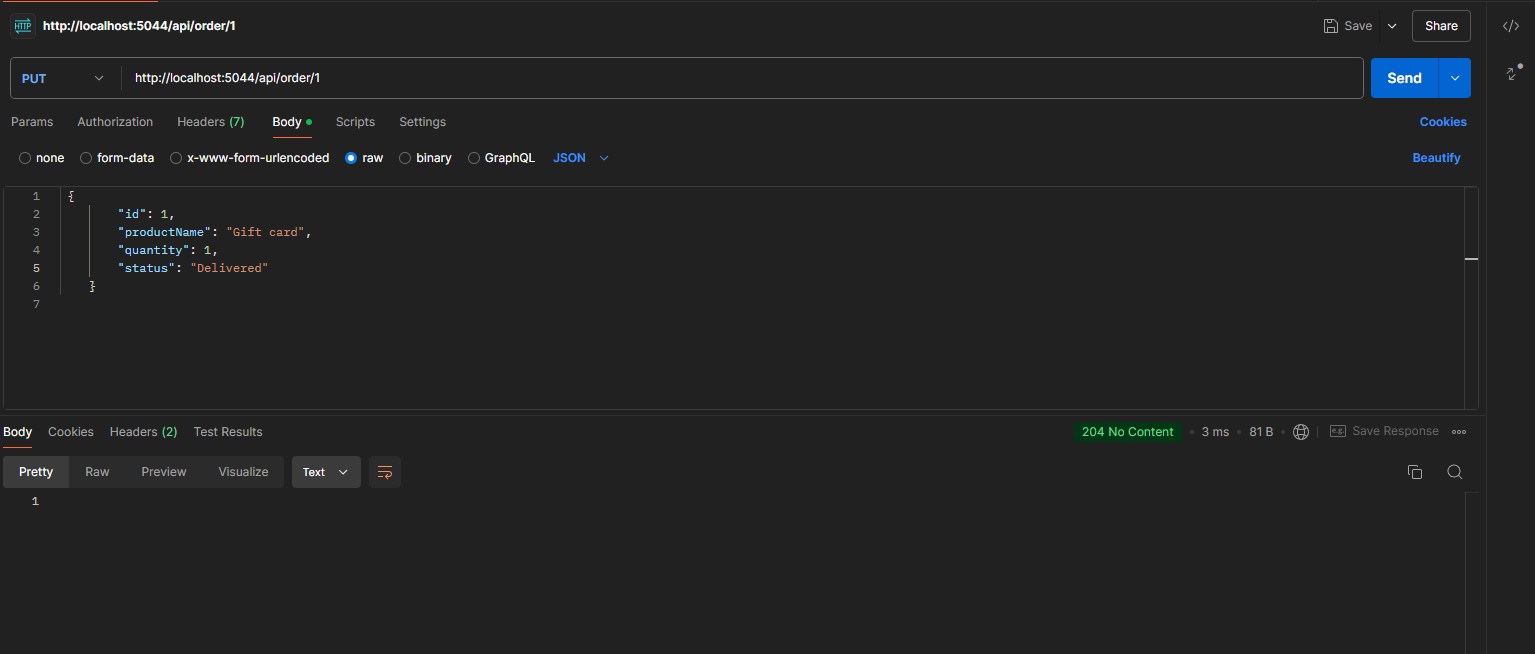 HTTP http://localhost:5044/api/order/1 Save Share </>
PUT http://localhost:5044/api/order/1 Send
Params Authorization Headers (7) Body Scripts Settings Cookies
none form-data x-www-form-urlencoded raw binary GraphQL JSON Beautify
1 {
2 "id": 1,
3 "productName": "Gift card",
4 "quantity": 1,
5 "status": "Delivered"
6 }
7
Body Cookies Headers (2) Test Results 204 No Content • 3 ms • 81 B • e.g. Save Response
Pretty Raw Preview Visualize Text
1